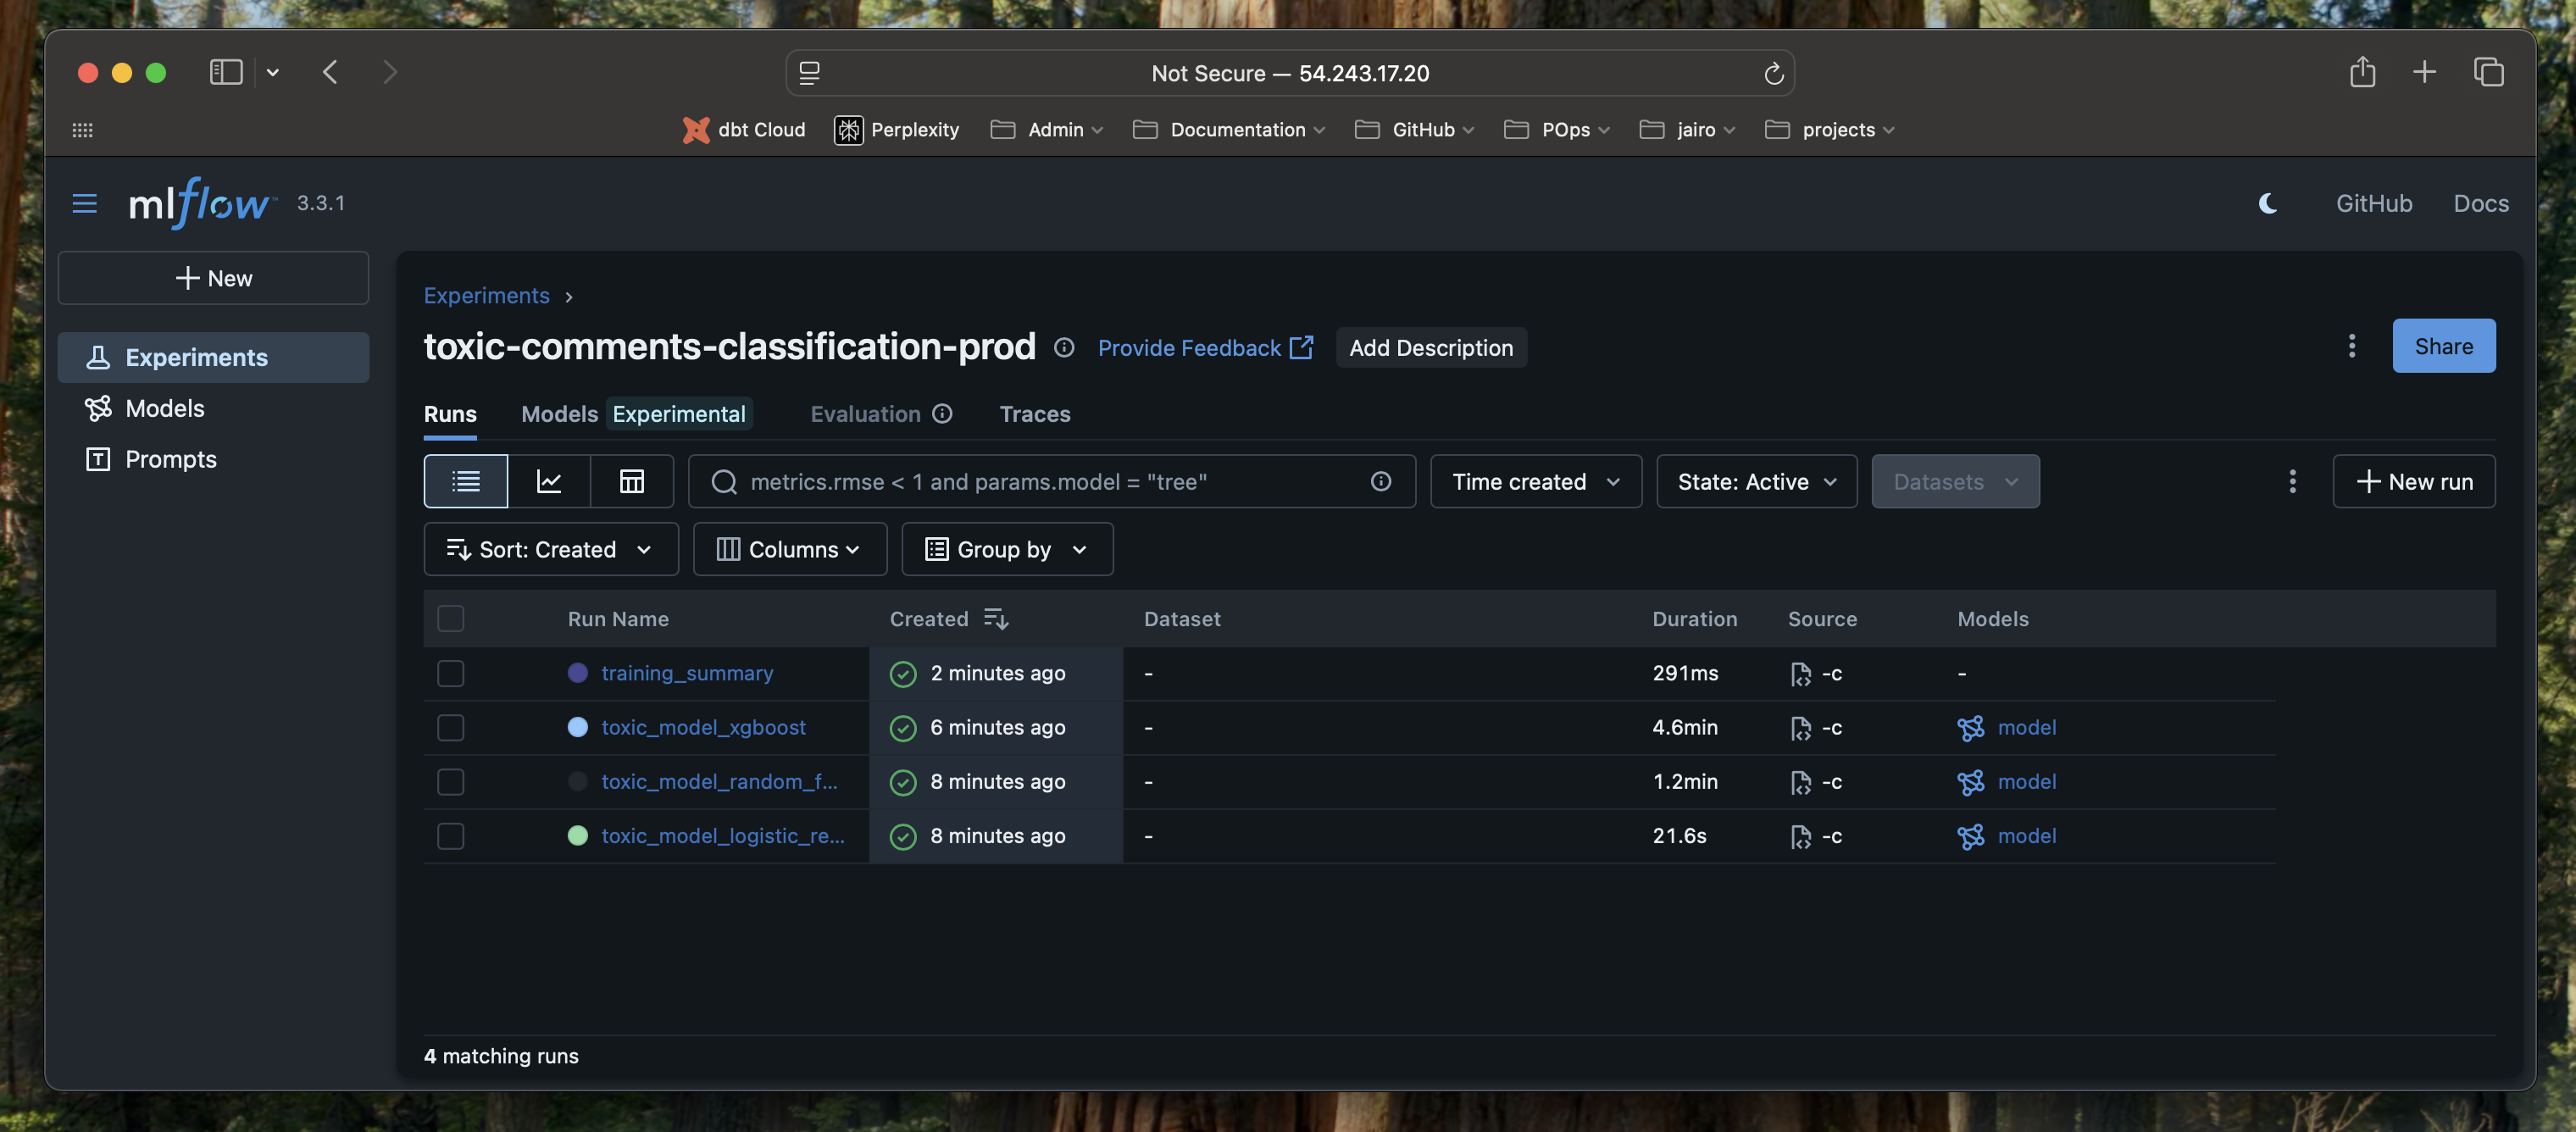 Not Secure — 54.243.17.20
dbt Cloud Perplexity Admin Documentation GitHub POps jairo projects
mlflow™ 3.3.1 GitHub Docs
+ New
Experiments
Models
Prompts
Experiments >
toxic-comments-classification-prod Provide Feedback Add Description Share
Runs Models Experimental Evaluation Traces
metrics.rmse < 1 and params.model = "tree" Time created State: Active Datasets + New run
Sort: Created Columns Group by
Run Name Created Dataset Duration Source Models
training_summary 2 minutes ago - 291ms -c -
toxic_model_xgboost 6 minutes ago - 4.6min -c model
toxic_model_random_f... 8 minutes ago - 1.2min -c model
toxic_model_logistic_re... 8 minutes ago - 21.6s -c model
4 matching runs